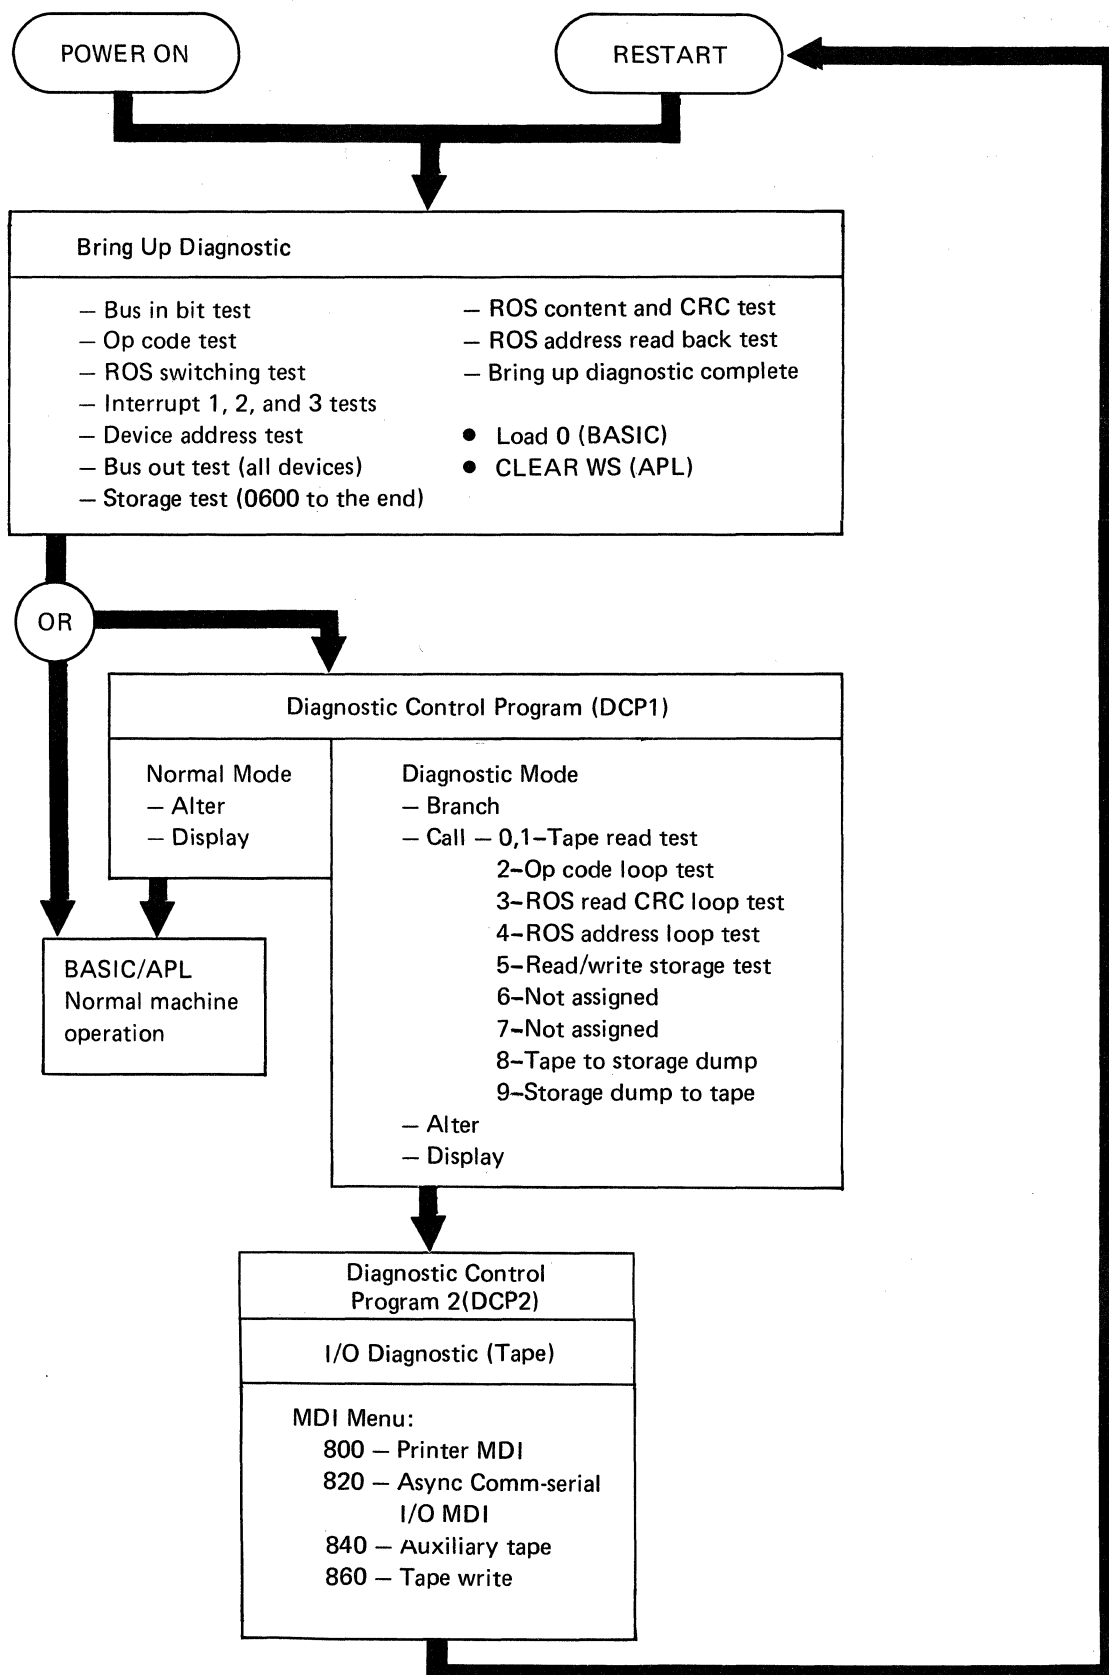 POWER ON
RESTART
Bring Up Diagnostic
– Bus in bit test
– Op code test
– ROS switching test
– Interrupt 1, 2, and 3 tests
– Device address test
– Bus out test (all devices)
– Storage test (0600 to the end)
– ROS content and CRC test
– ROS address read back test
– Bring up diagnostic complete
● Load 0 (BASIC)
● CLEAR WS (APL)
OR
Diagnostic Control Program (DCP1)
Normal Mode
– Alter
– Display
Diagnostic Mode
– Branch
– Call – 0,1–Tape read test
2–Op code loop test
3–ROS read CRC loop test
4–ROS address loop test
5–Read/write storage test
6–Not assigned
7–Not assigned
8–Tape to storage dump
9–Storage dump to tape
– Alter
– Display
BASIC/APL
Normal machine
operation
Diagnostic Control
Program 2(DCP2)
I/O Diagnostic (Tape)
MDI Menu:
800 – Printer MDI
820 – Async Comm-serial
I/O MDI
840 – Auxiliary tape
860 – Tape write